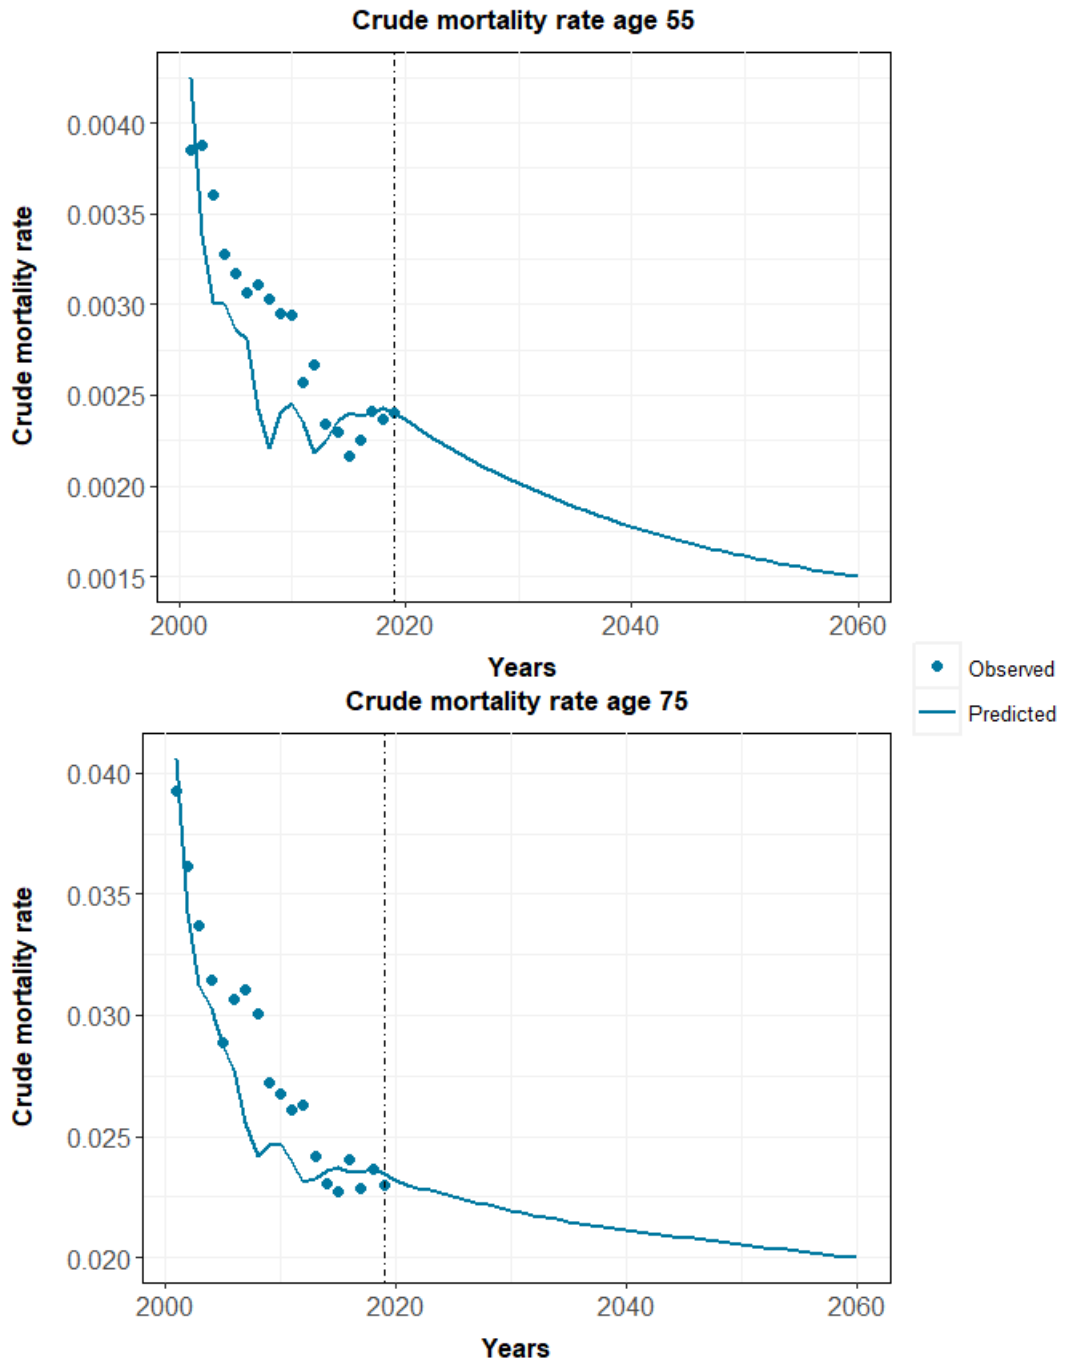 Crude mortality rate age 55
Crude mortality rate
0.0040
0.0035
0.0030
0.0025
0.0020
0.0015
2000 2020 2040 2060
Years
Observed
Predicted
Crude mortality rate age 75
Crude mortality rate
0.040
0.035
0.030
0.025
0.020
2000 2020 2040 2060
Years